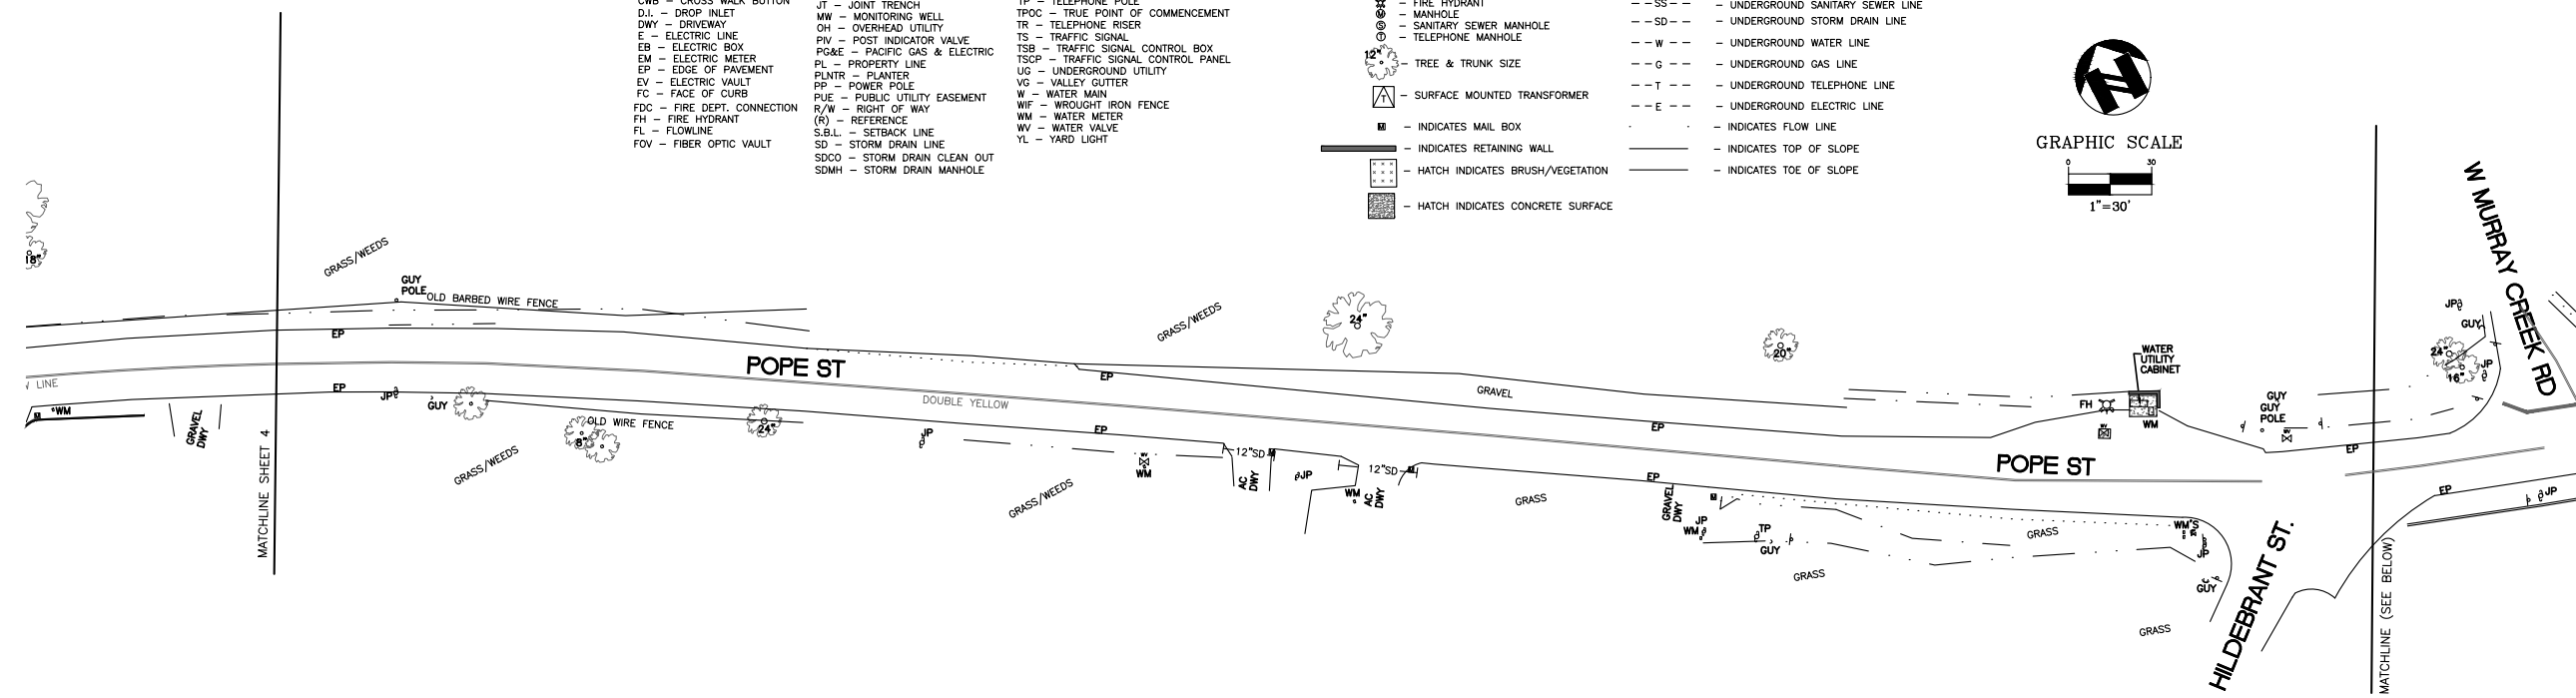 CWB – CROSS WALK BUTTON
D.I. – DROP INLET
DWY – DRIVEWAY
E – ELECTRIC LINE
EB – ELECTRIC BOX
EM – ELECTRIC METER
EP – EDGE OF PAVEMENT
EV – ELECTRIC VAULT
FC – FACE OF CURB
FDC – FIRE DEPT. CONNECTION
FH – FIRE HYDRANT
FL – FLOWLINE
FOV – FIBER OPTIC VAULT
JT – JOINT TRENCH
MW – MONITORING WELL
OH – OVERHEAD UTILITY
PIV – POST INDICATOR VALVE
PG&E – PACIFIC GAS & ELECTRIC
PL – PROPERTY LINE
PLNTR – PLANTER
PP – POWER POLE
PUE – PUBLIC UTILITY EASEMENT
R/W – RIGHT OF WAY
(R) – REFERENCE
S.B.L. – SETBACK LINE
SD – STORM DRAIN LINE
SDCO – STORM DRAIN CLEAN OUT
SDMH – STORM DRAIN MANHOLE
TP – TELEPHONE POLE
TPOC – TRUE POINT OF COMMENCEMENT
TR – TELEPHONE RISER
TS – TRAFFIC SIGNAL
TSB – TRAFFIC SIGNAL CONTROL BOX
TSCP – TRAFFIC SIGNAL CONTROL PANEL
UG – UNDERGROUND UTILITY
VG – VALLEY GUTTER
W – WATER MAIN
WIF – WROUGHT IRON FENCE
WM – WATER METER
WV – WATER VALVE
YL – YARD LIGHT
– FIRE HYDRANT
M – MANHOLE
S – SANITARY SEWER MANHOLE
T – TELEPHONE MANHOLE
12" – TREE & TRUNK SIZE
T – SURFACE MOUNTED TRANSFORMER
M – INDICATES MAIL BOX
– INDICATES RETAINING WALL
– HATCH INDICATES BRUSH/VEGETATION
– HATCH INDICATES CONCRETE SURFACE
– –SS– – – UNDERGROUND SANITARY SEWER LINE
– –SD– – – UNDERGROUND STORM DRAIN LINE
– –W – – – UNDERGROUND WATER LINE
– –G – – – UNDERGROUND GAS LINE
– –T – – – UNDERGROUND TELEPHONE LINE
– –E – – – UNDERGROUND ELECTRIC LINE
– INDICATES FLOW LINE
– INDICATES TOP OF SLOPE
– INDICATES TOE OF SLOPE
N
GRAPHIC SCALE
0 30
1"=30'
W MURRAY CREEK RD
18"
GRASS/WEEDS
GUY
POLE
OLD BARBED WIRE FENCE
EP
POPE ST
GRASS/WEEDS
24"
EP
GRAVEL
20"
EP
WATER
UTILITY
CABINET
FH
WV
WM
GUY
GUY
POLE
WV
EP
JP
GUY
24"
16"
JP
LINE
M
WM
GRAVEL
DWY
MATCHLINE SHEET 4
EP
JP
GUY
8"
OLD WIRE FENCE
24"
GRASS/WEEDS
DOUBLE YELLOW
JP
EP
WV
WM
GRASS/WEEDS
12"SD
M
AC
DWY
JP
WM
AC
DWY
12"SD
M
GRASS
EP
GRAVEL
DWY
M
JP
WM
TP
GUY
POPE ST
GRASS
GRASS
WM'S
JP
GUY
GRASS
HILDEBRANT ST.
MATCHLINE (SEE BELOW)
EP
JP